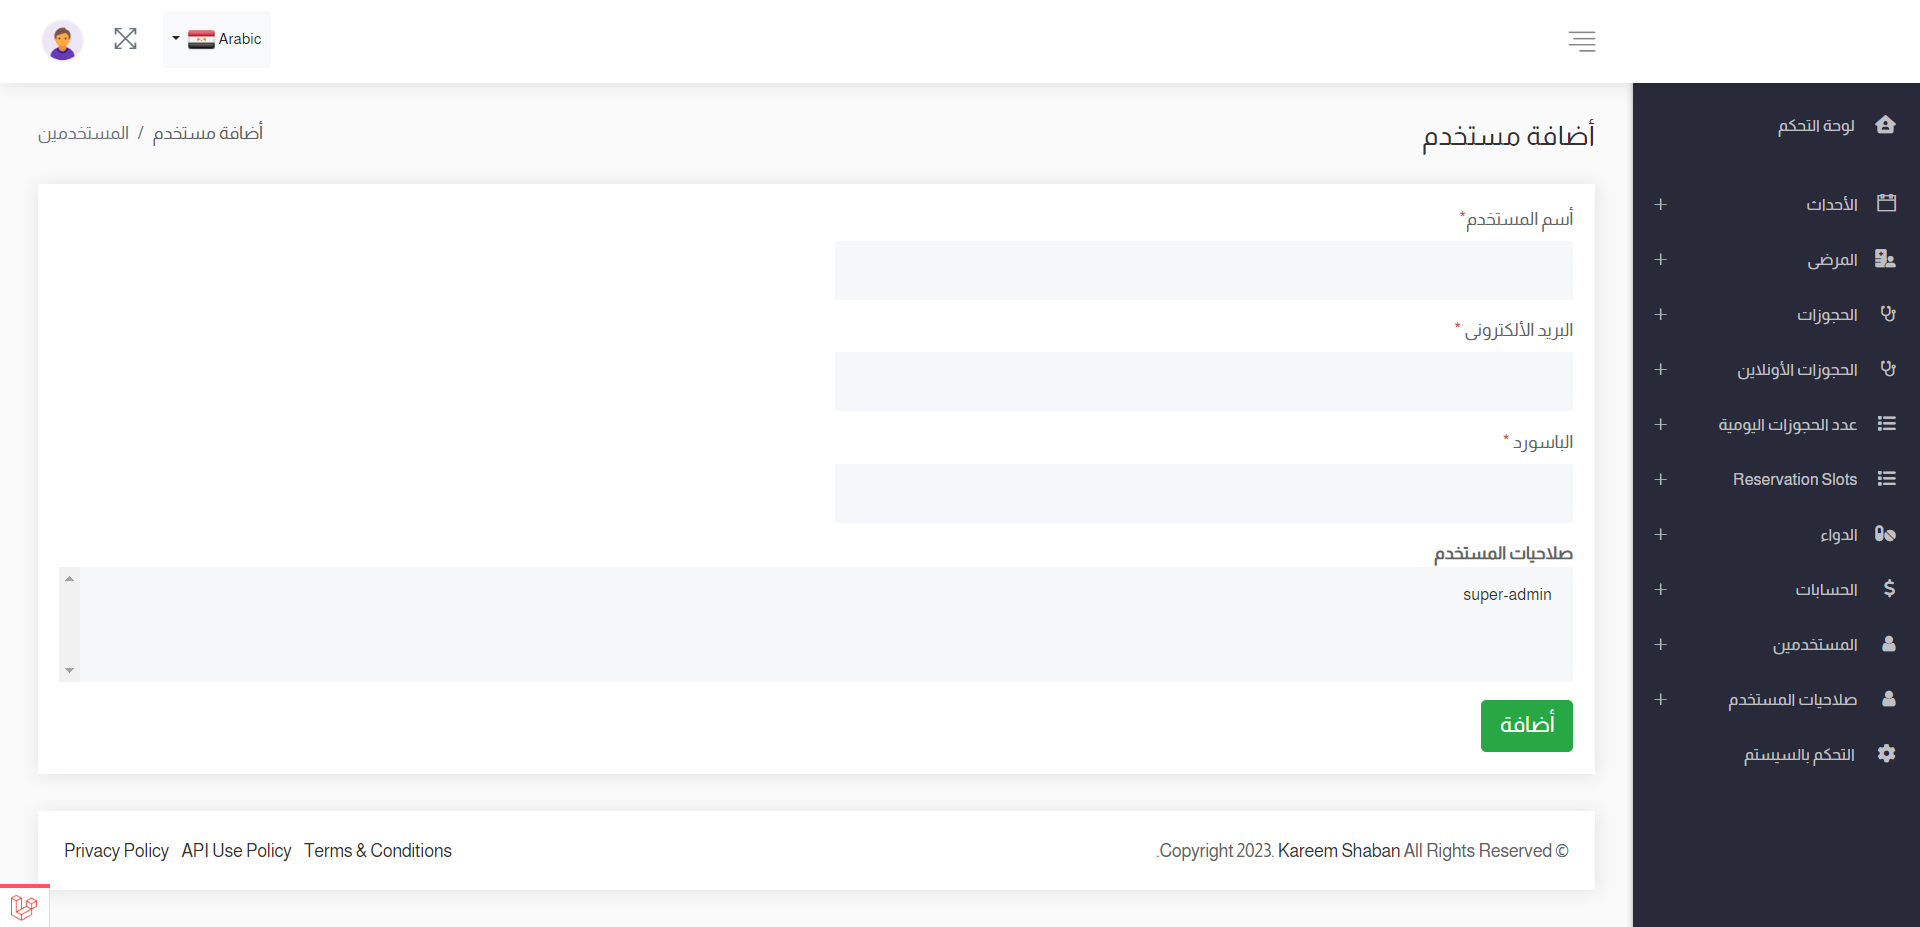 Arabic
لوحة التحكم
الأحداث
المرضى
الحجوزات
الحجوزات الأونلاين
عدد الحجوزات اليومية
Reservation Slots
الدواء
الحسابات
المستخدمين
صلاحيات المستخدم
التحكم بالسيستم
أضافة مستخدم
أضافة مستخدم / المستخدمين
أسم المستخدم*
البريد الألكترونى *
الباسورد *
صلاحيات المستخدم
super-admin
أضافة
.Copyright 2023. Kareem Shaban All Rights Reserved ©
Privacy Policy API Use Policy Terms & Conditions